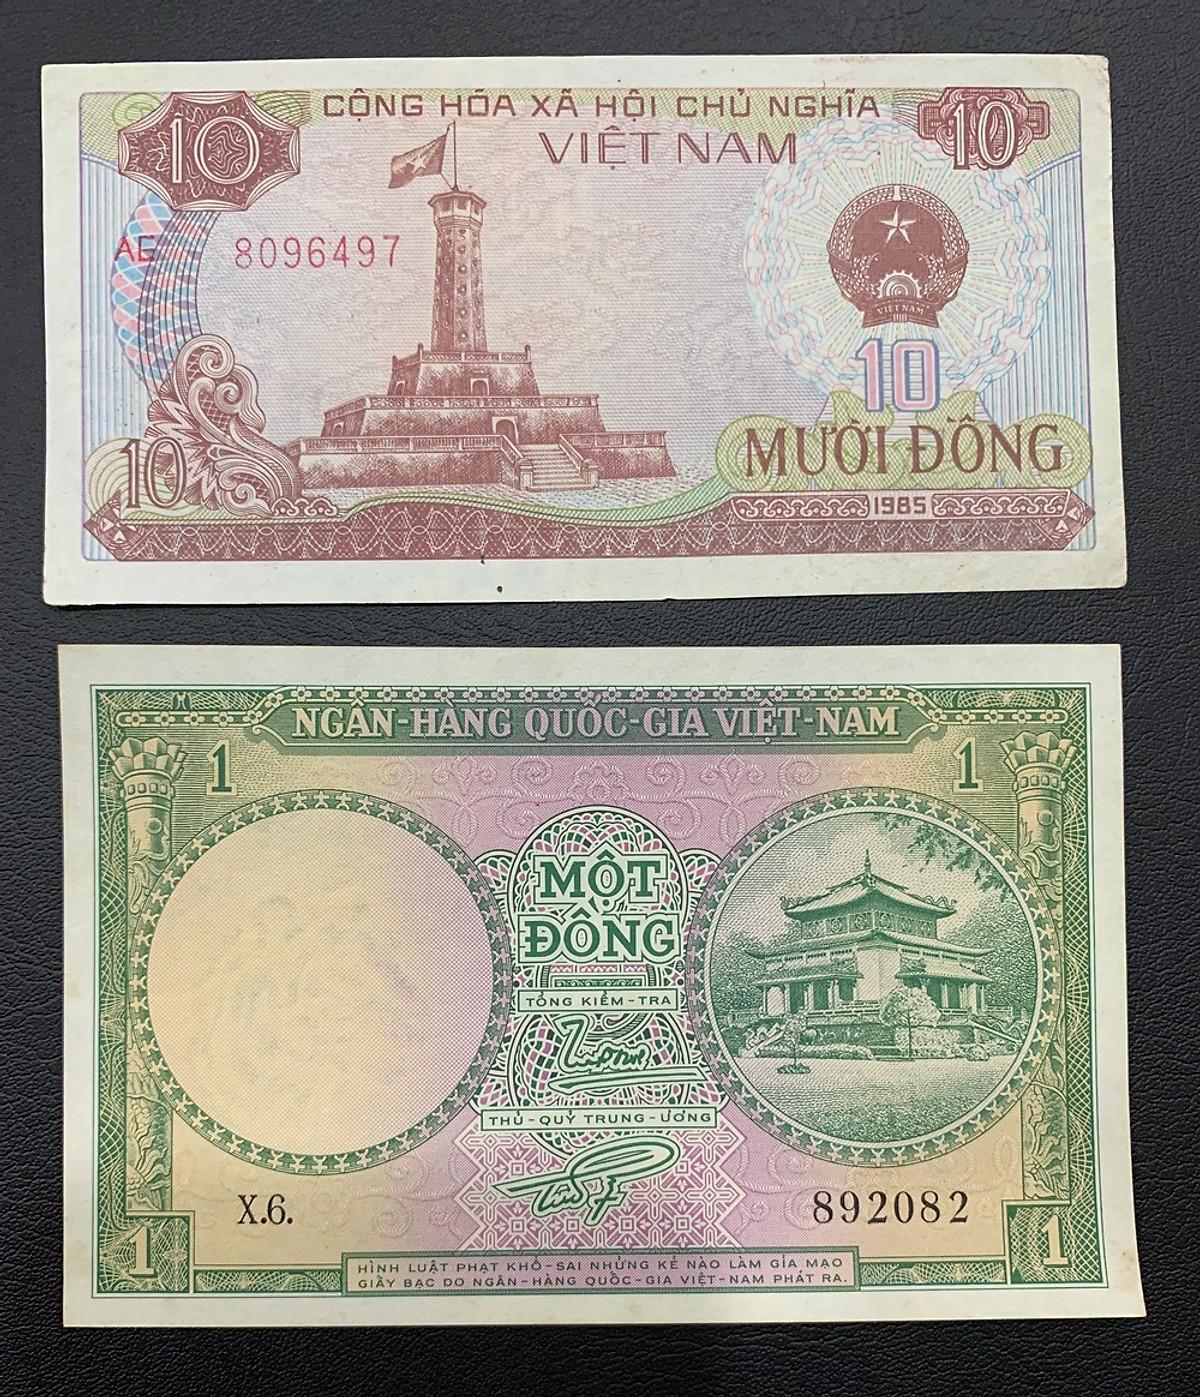 CỘNG HÒA XÃ HỘI CHỦ NGHĨA
VIỆT NAM
10
10
AE 8096497
VIỆT NAM
10
MƯỜI ĐỒNG
10
1985
NGÂN-HÀNG QUỐC-GIA VIỆT-NAM
1
1
MỘT
ĐỒNG
TỔNG KIỂM-TRA
THỦ-QUỸ TRUNG-ƯƠNG
X.6.
892082
1
1
HÌNH LUẬT PHẠT KHỔ-SAI NHỮNG KẺ NÀO LÀM GIẢ MẠO
GIẤY BẠC DO NGÂN-HÀNG QUỐC-GIA VIỆT-NAM PHÁT RA.